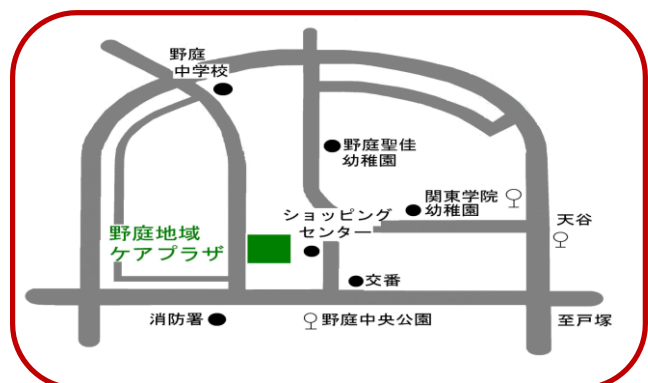 野庭
中学校
野庭聖佳
幼稚園
関東学院
幼稚園
ショッピング
センター
天谷
野庭地域
ケアプラザ
交番
消防署
野庭中央公園
至戸塚